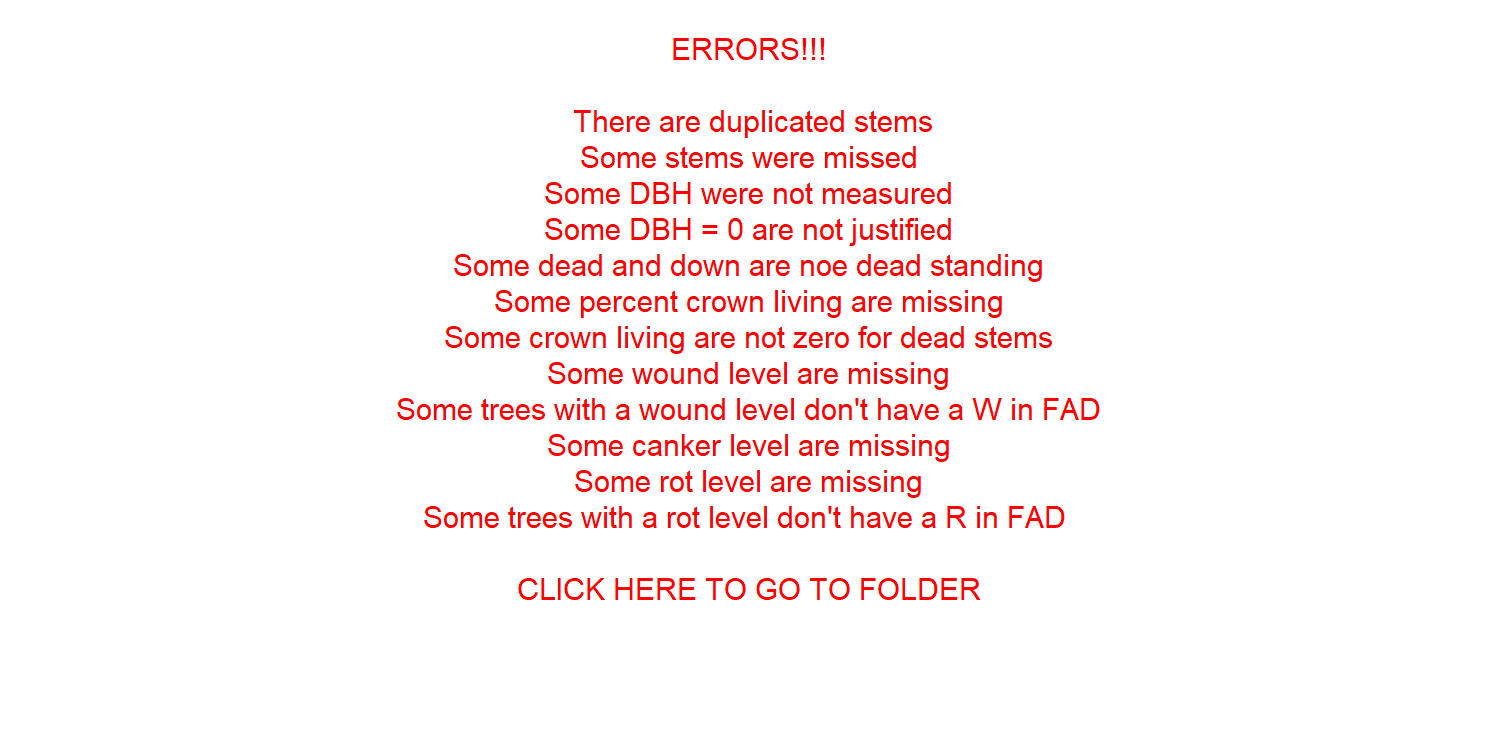 ERRORS!!!
There are duplicated stems
Some stems were missed
Some DBH were not measured
Some DBH = 0 are not justified
Some dead and down are noe dead standing
Some percent crown living are missing
Some crown living are not zero for dead stems
Some wound level are missing
Some trees with a wound level don't have a W in FAD
Some canker level are missing
Some rot level are missing
Some trees with a rot level don't have a R in FAD
CLICK HERE TO GO TO FOLDER